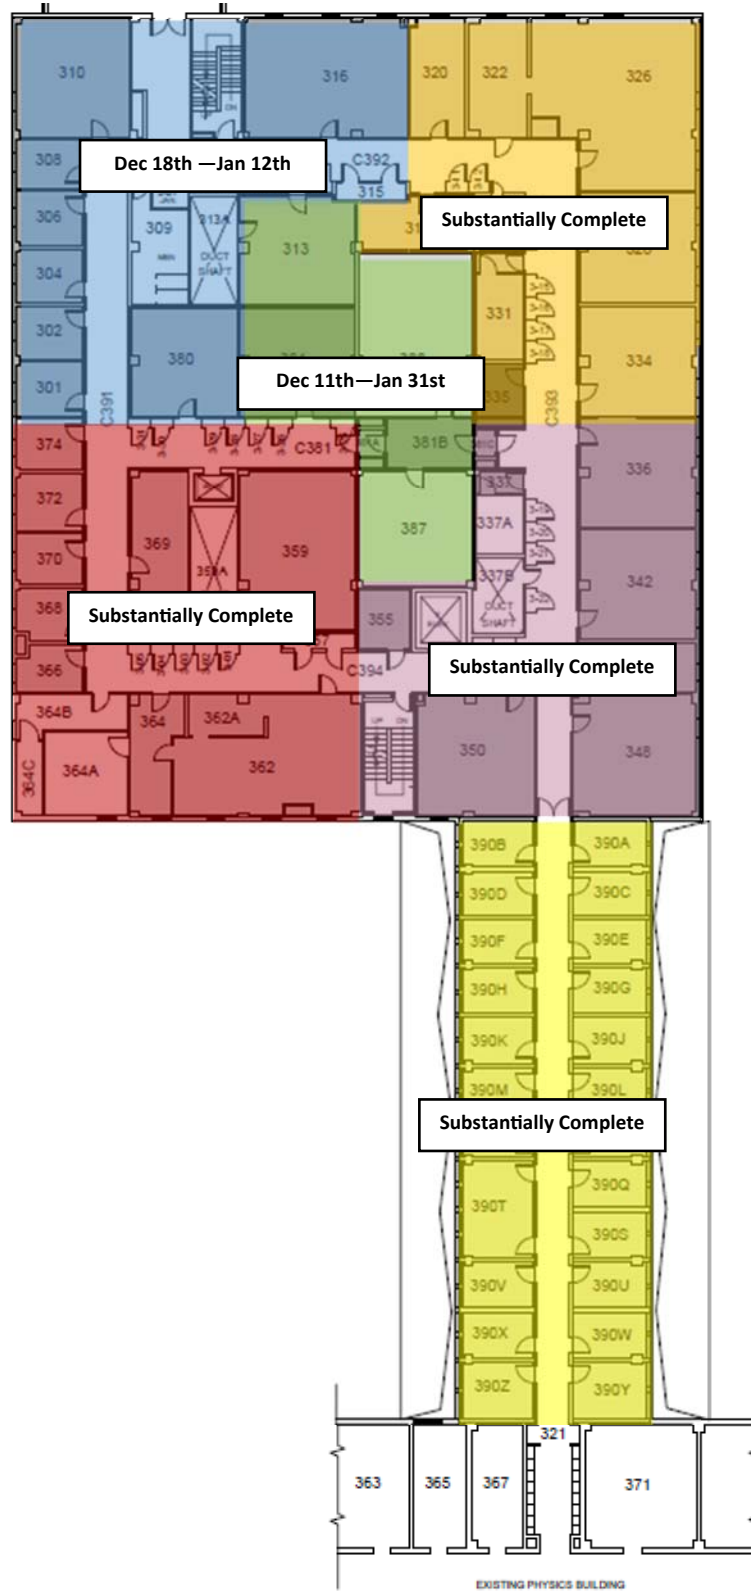 310
316
320
322
326
DN
308
Dec 18th —Jan 12th
C392
315
306
309
313A
313
Substantially Complete
MEN
DUCT
SHAFT
304
331
302
380
334
Dec 11th—Jan 31st
301
C391
C393
335
374
C381
381B
336
372
337
369
359
387
337A
370
342
337B
DUCT
SHAFT
368
Substantially Complete
355
366
C394
Substantially Complete
364B
364
362A
UP
DN
350
348
364C
364A
362
390B
390A
390D
390C
390F
390E
390H
390G
390K
390J
390M
390L
Substantially Complete
390Q
390T
390S
390V
390U
390X
390W
390Z
390Y
321
363
365
367
371
EXISTING PHYSICS BUILDING